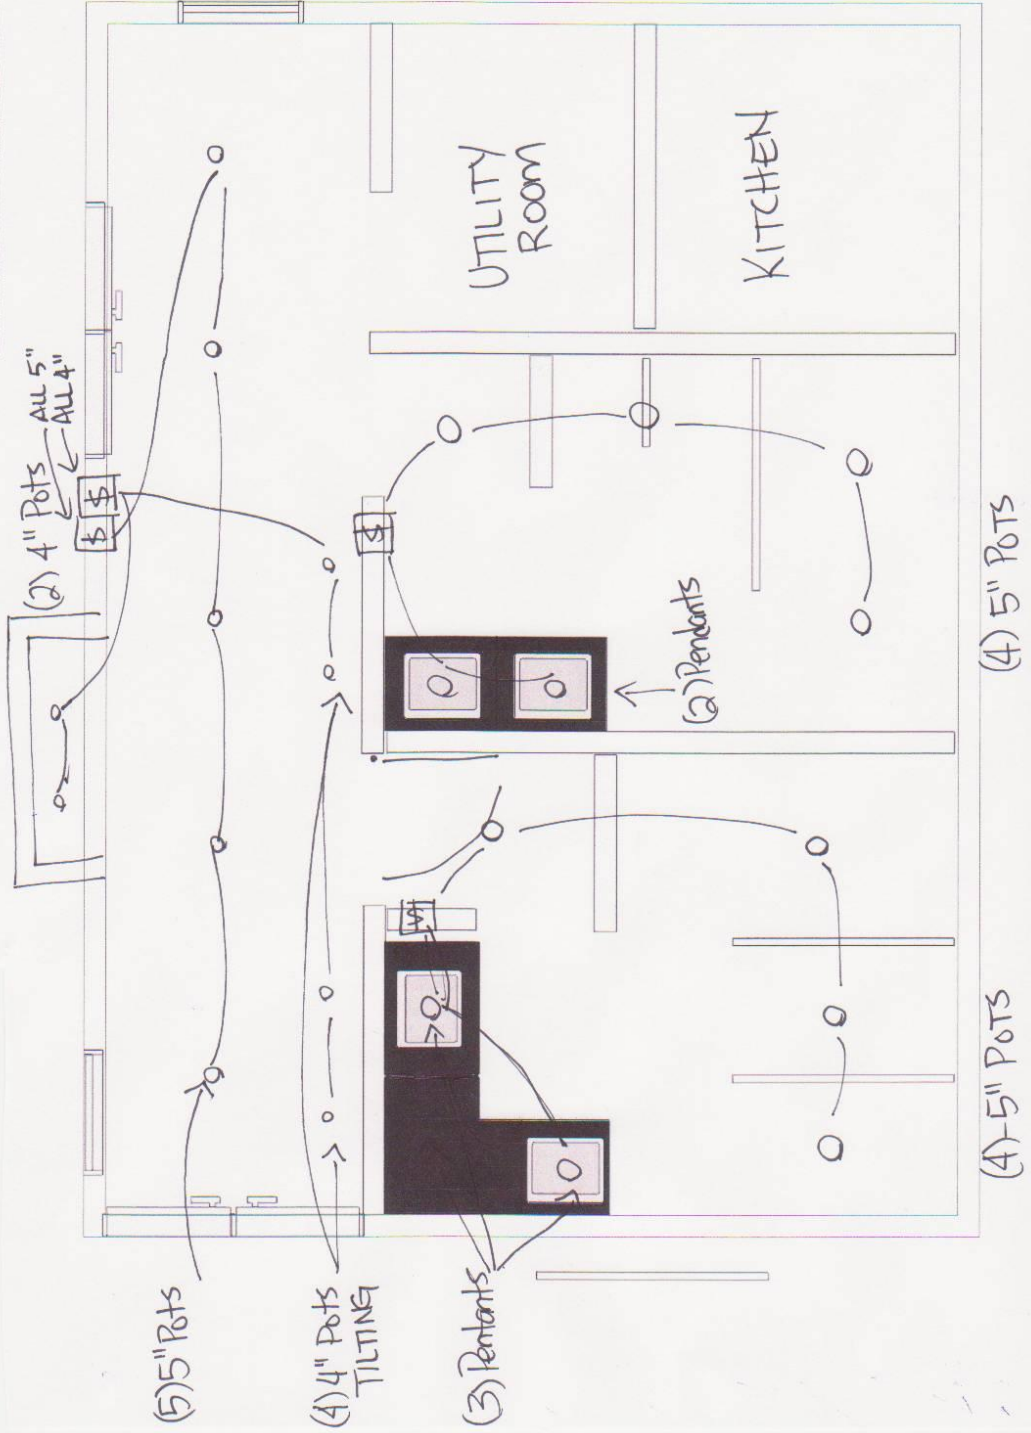 (2) 4" Pots
ALL 5"
ALL 4"
$ $
UTILITY
ROOM
KITCHEN
$
(2) Pendants
(4) 5" POTS
$
(5) 5" Pots
(4) 4" Pots
TILTING
(3) Pentants
(4)-5" POTS